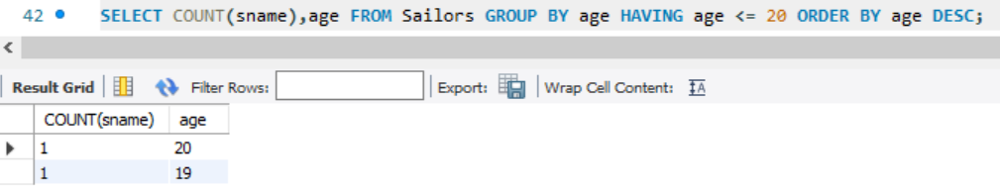 42 SELECT COUNT(sname),age FROM Sailors GROUP BY age HAVING age <= 20 ORDER BY age DESC;
Result Grid Filter Rows: Export: Wrap Cell Content: IA
COUNT(sname) age
1 20
1 19